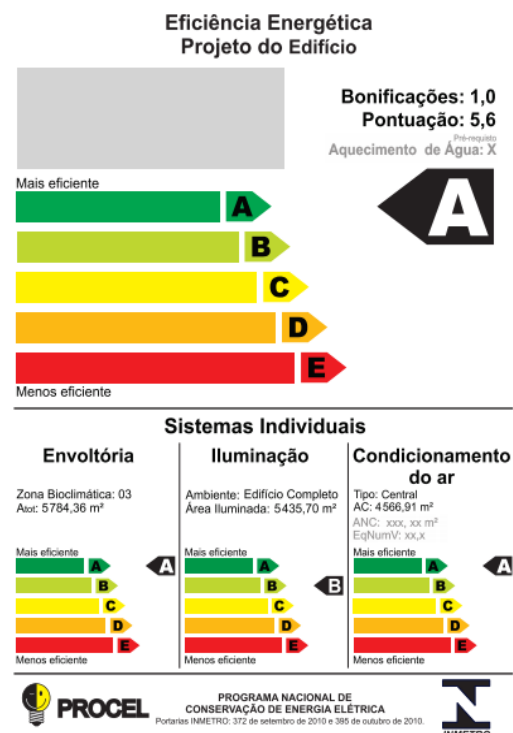 Eficiência Energética
Projeto do Edifício
Bonificações: 1,0
Pontuação: 5,6
Pré-requisto
Aquecimento de Água: X
Mais eficiente
A
A
B
C
D
E
Menos eficiente
Sistemas Individuais
Envoltória
Zona Bioclimática: 03
Atot: 5784,36 m²
Mais eficiente
A
A
B
C
D
E
Menos eficiente
Iluminação
Ambiente: Edifício Completo
Área Iluminada: 5435,70 m²
Mais eficiente
A
B
B
C
D
E
Menos eficiente
Condicionamento
do ar
Tipo: Central
AC: 4566,91 m²
ANC: xxx, xx m²
EqNumV: xx,x
Mais eficiente
A
A
B
C
D
E
Menos eficiente
PROCEL
PROGRAMA NACIONAL DE
CONSERVAÇÃO DE ENERGIA ELÉTRICA
Portarias INMETRO: 372 de setembro de 2010 e 395 de outubro de 2010.
INMETRO